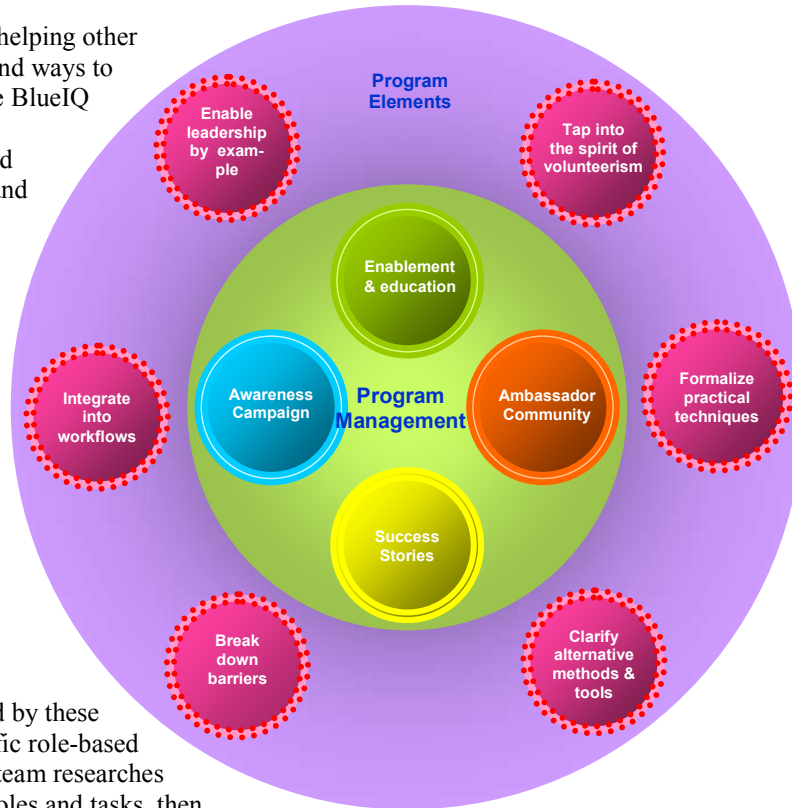 helping other
nd ways to
e BlueIQ
d
nd
Program
Elements
Enable
leadership
by exam-
ple
Tap into
the spirit of
volunteerism
Enablement
& education
Integrate
into
workflows
Awareness
Campaign
Program
Management
Ambassador
Community
Formalize
practical
techniques
Success
Stories
Break
down
barriers
Clarify
alternative
methods &
tools
d by these
fic role-based
team researches
oles and tasks, then